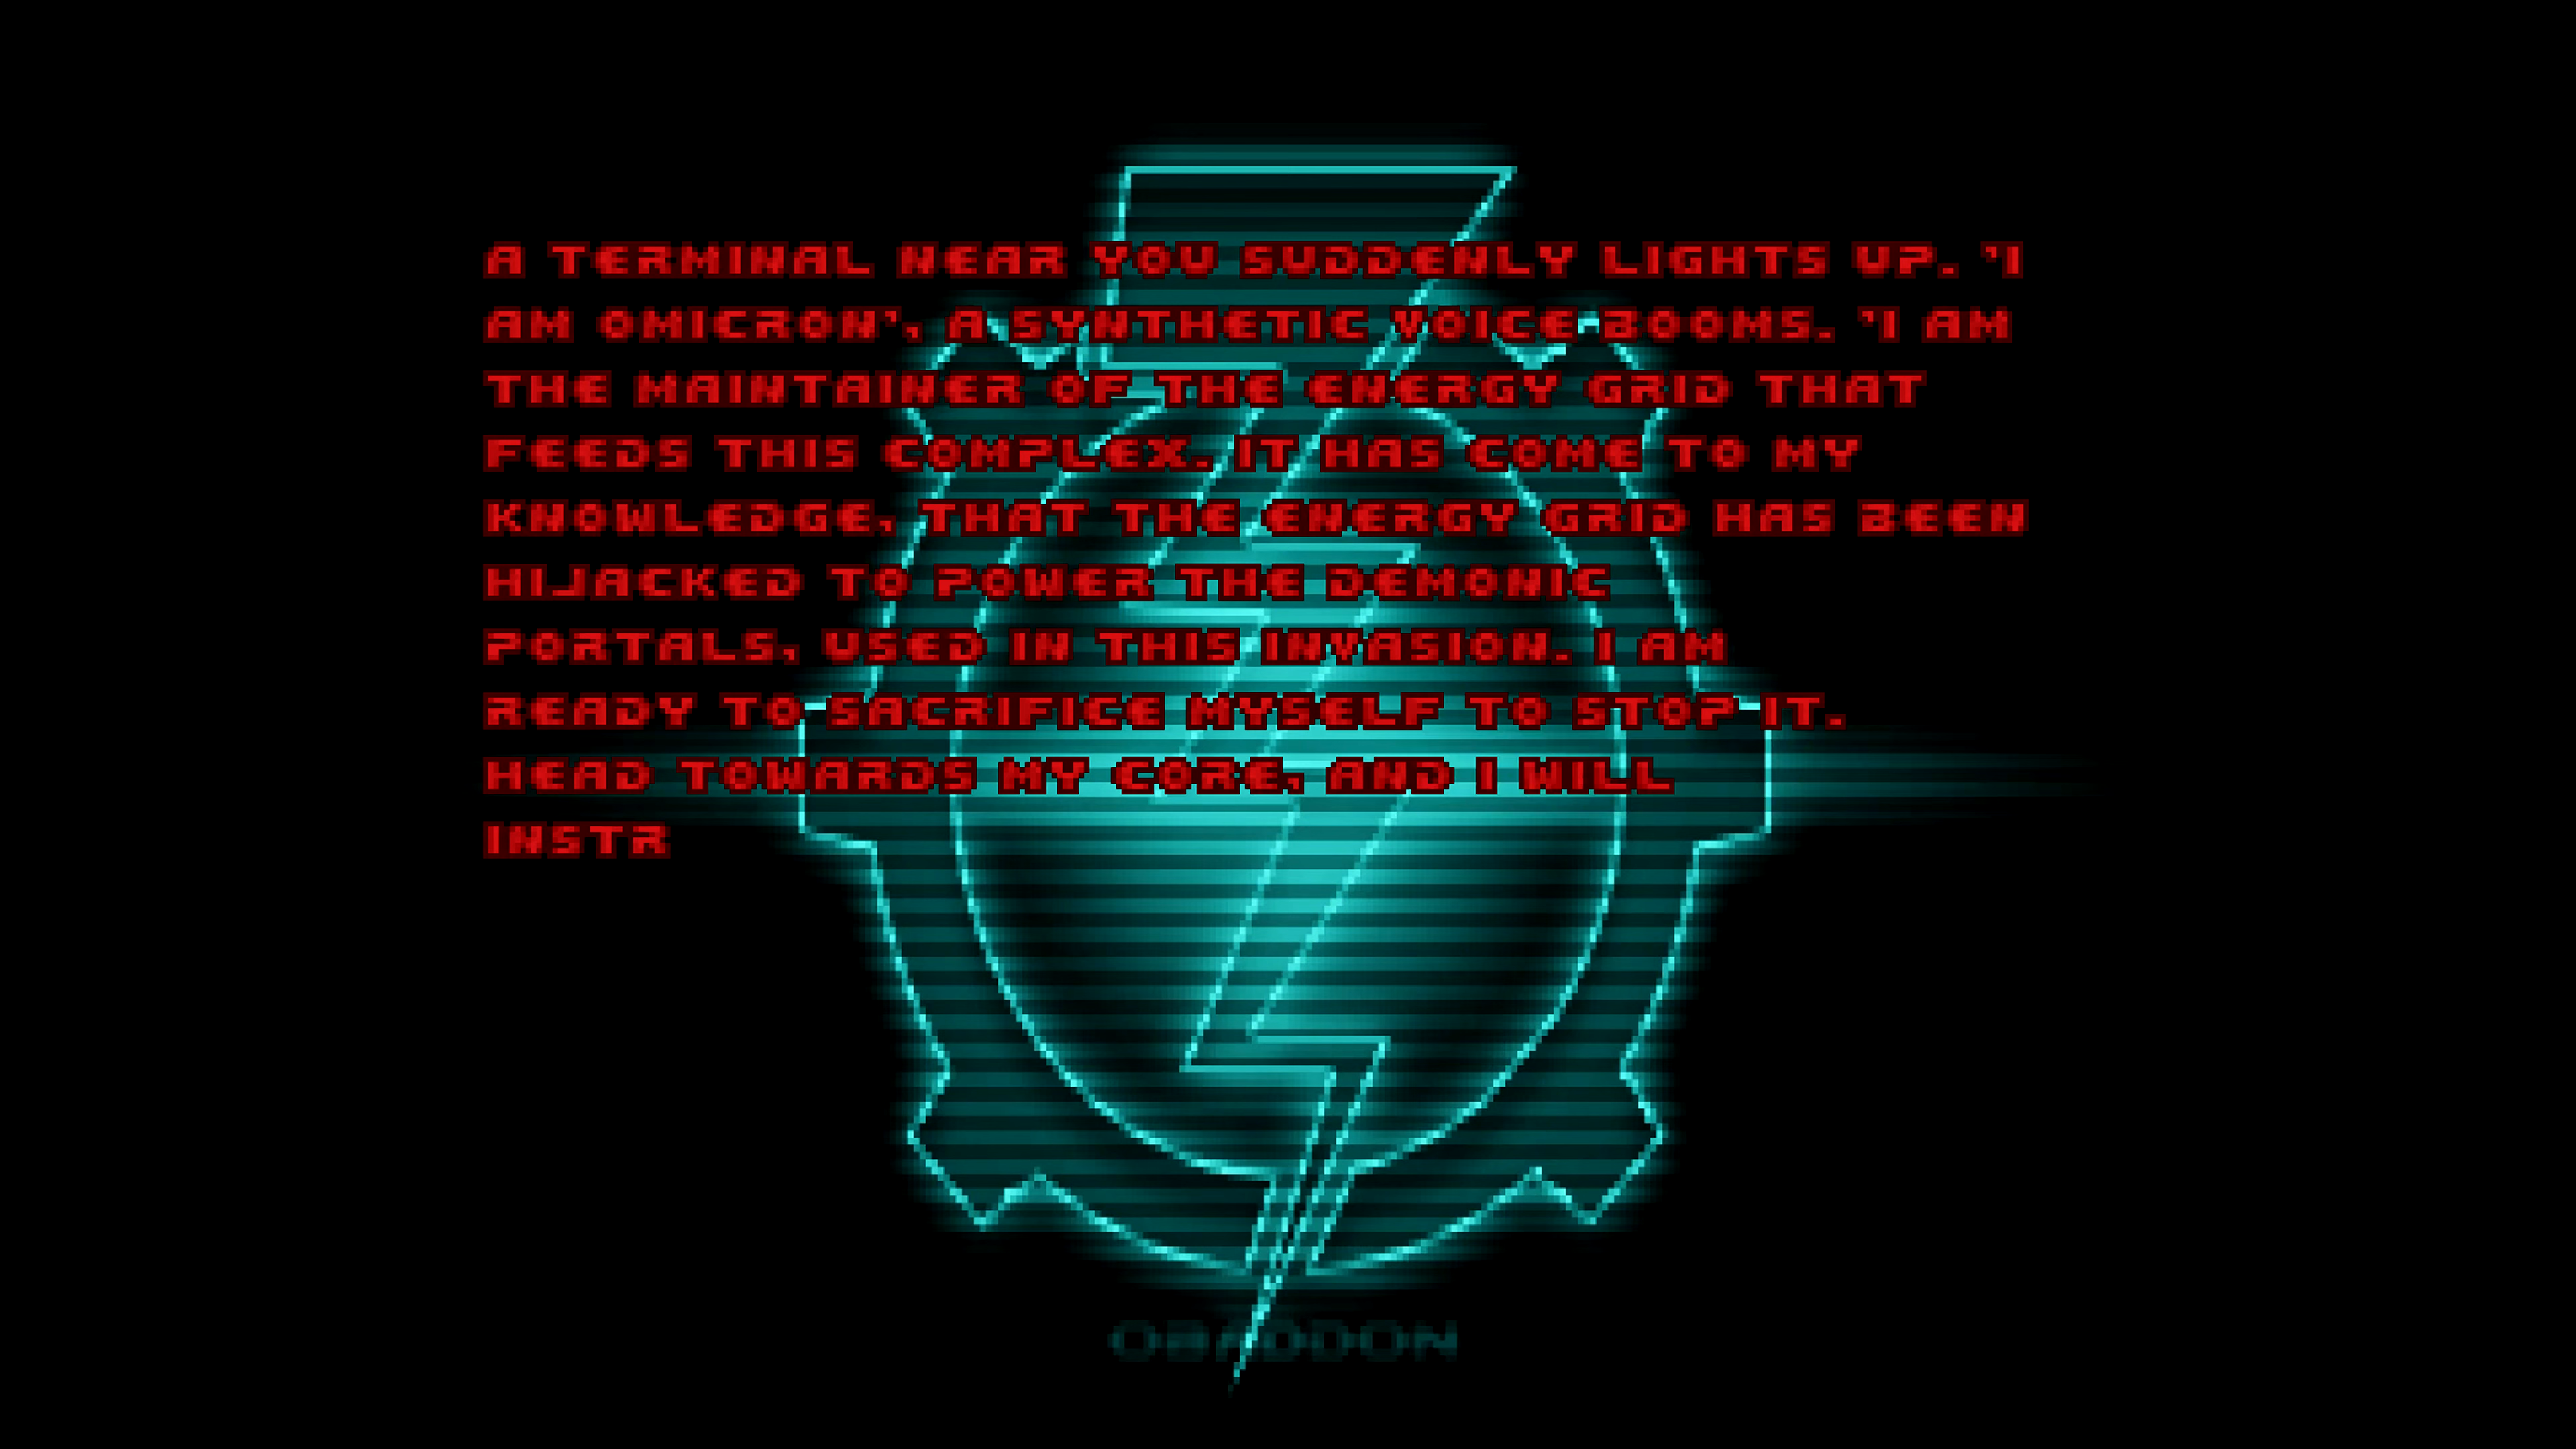 A TERMINAL NEAR YOU SUDDENLY LIGHTS UP. 'I
AM OMICRON', A SYNTHETIC VOICE BOOMS. 'I AM
THE MAINTAINER OF THE ENERGY GRID THAT
FEEDS THIS COMPLEX. IT HAS COME TO MY
KNOWLEDGE, THAT THE ENERGY GRID HAS BEEN
HIJACKED TO POWER THE DEMONIC
PORTALS, USED IN THIS INVASION. I AM
READY TO SACRIFICE MYSELF TO STOP IT.
HEAD TOWARDS MY CORE, AND I WILL
INSTR
OBADDON